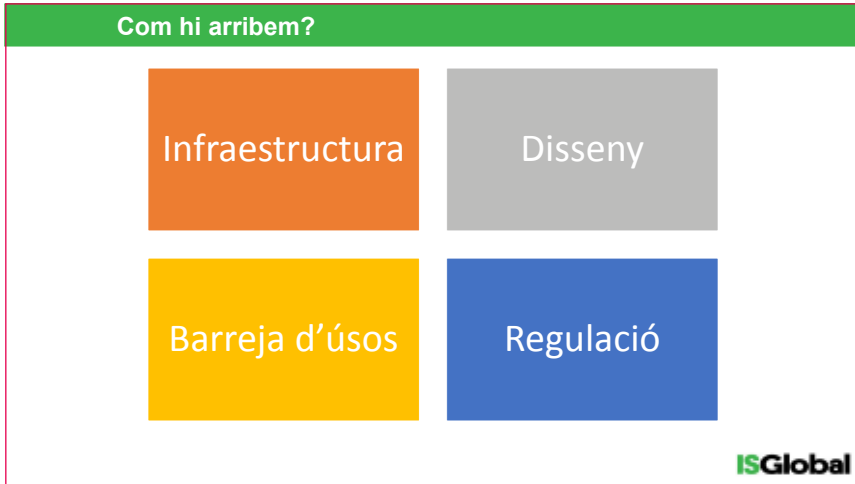 Com hi arribem?
Infraestructura
Disseny
Barreja d’úsos
Regulació
ISGlobal